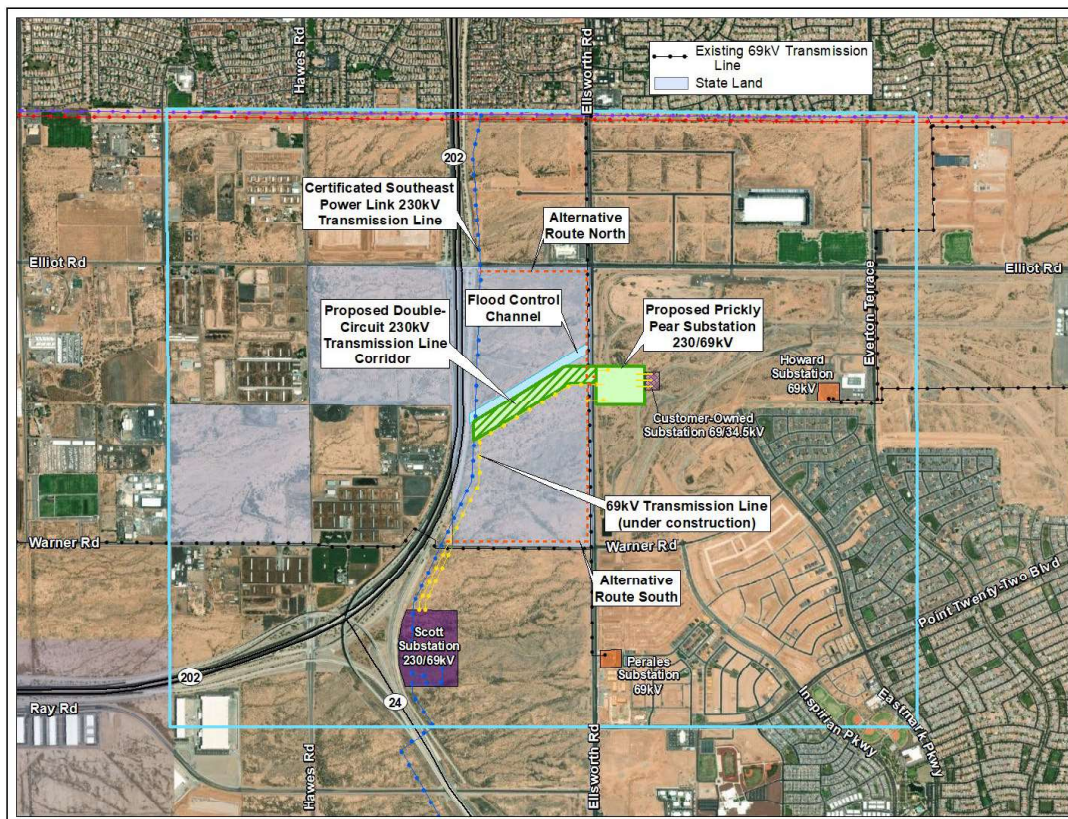 Hawes Rd
Ellsworth Rd
Existing 69kV Transmission
Line
State Land
202
Certificated Southeast
Power Link 230kV
Transmission Line
Alternative
Route North
Elliot Rd
Elliot Rd
Flood Control
Channel
Proposed Double-
Circuit 230kV
Transmission Line
Corridor
Proposed Prickly
Pear Substation
230/69kV
Everton Terrace
Howard
Substation
69kV
Customer-Owned
Substation 69/34.5kV
69kV Transmission Line
(under construction)
Warner Rd
Warner Rd
Alternative
Route South
Point Twenty-Two Blvd
Scott
Substation
230/69kV
Perales
Substation
69kV
202
24
Ray Rd
Hawes Rd
Ellsworth Rd
Inspirian Pkwy
Eastmark Pkwy